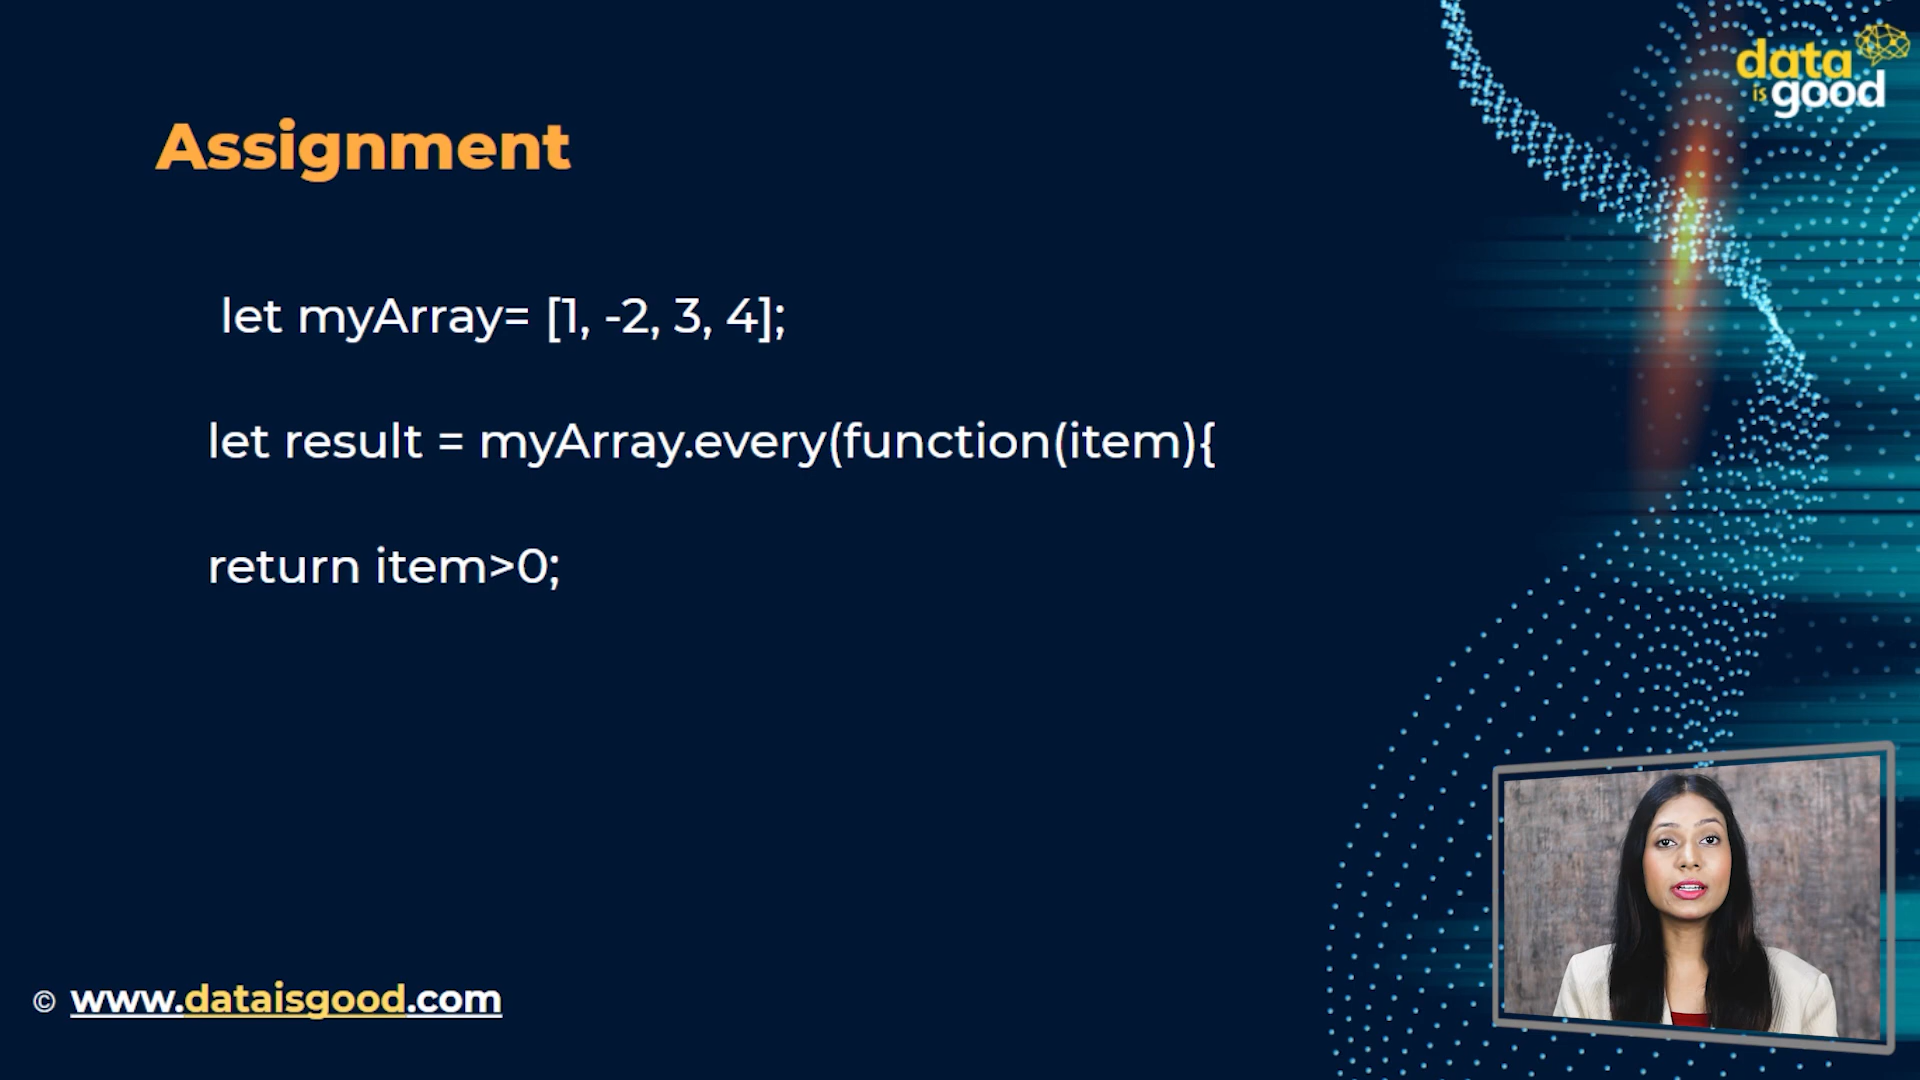 data
is good
Assignment
let myArray= [1, -2, 3, 4];
let result = myArray.every(function(item){
return item>0;
© www.dataisgood.com